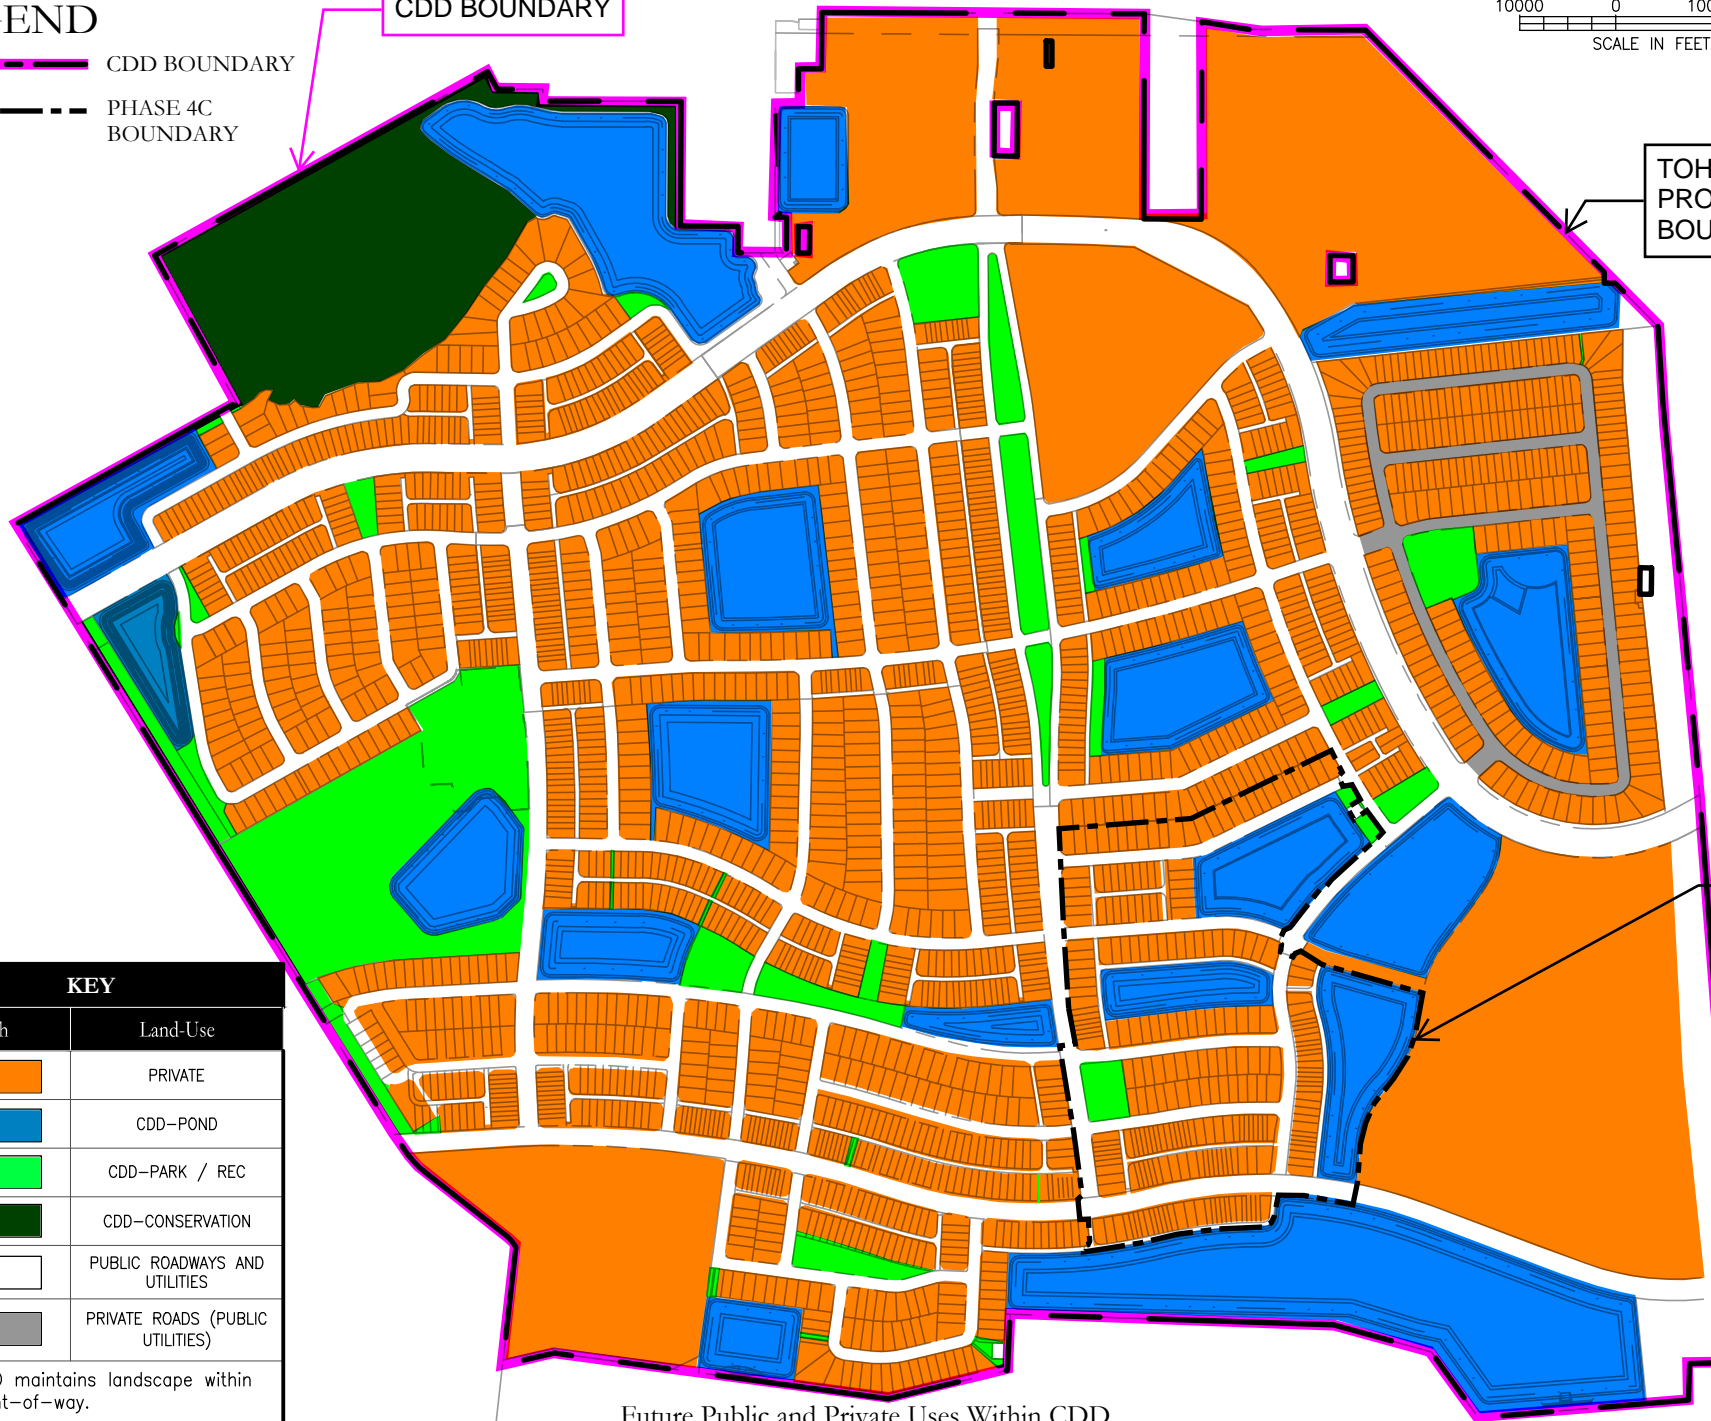 END
CDD BOUNDARY
PHASE 4C
BOUNDARY
CDD BOUNDARY
10000 0 100
SCALE IN FEET
TOH
PRO
BOU
KEY
h Land-Use
PRIVATE
CDD-POND
CDD-PARK / REC
CDD-CONSERVATION
PUBLIC ROADWAYS AND
UTILITIES
PRIVATE ROADS (PUBLIC
UTILITIES)
D maintains landscape within
nt-of-way.
Future Public and Private Uses Within CDD